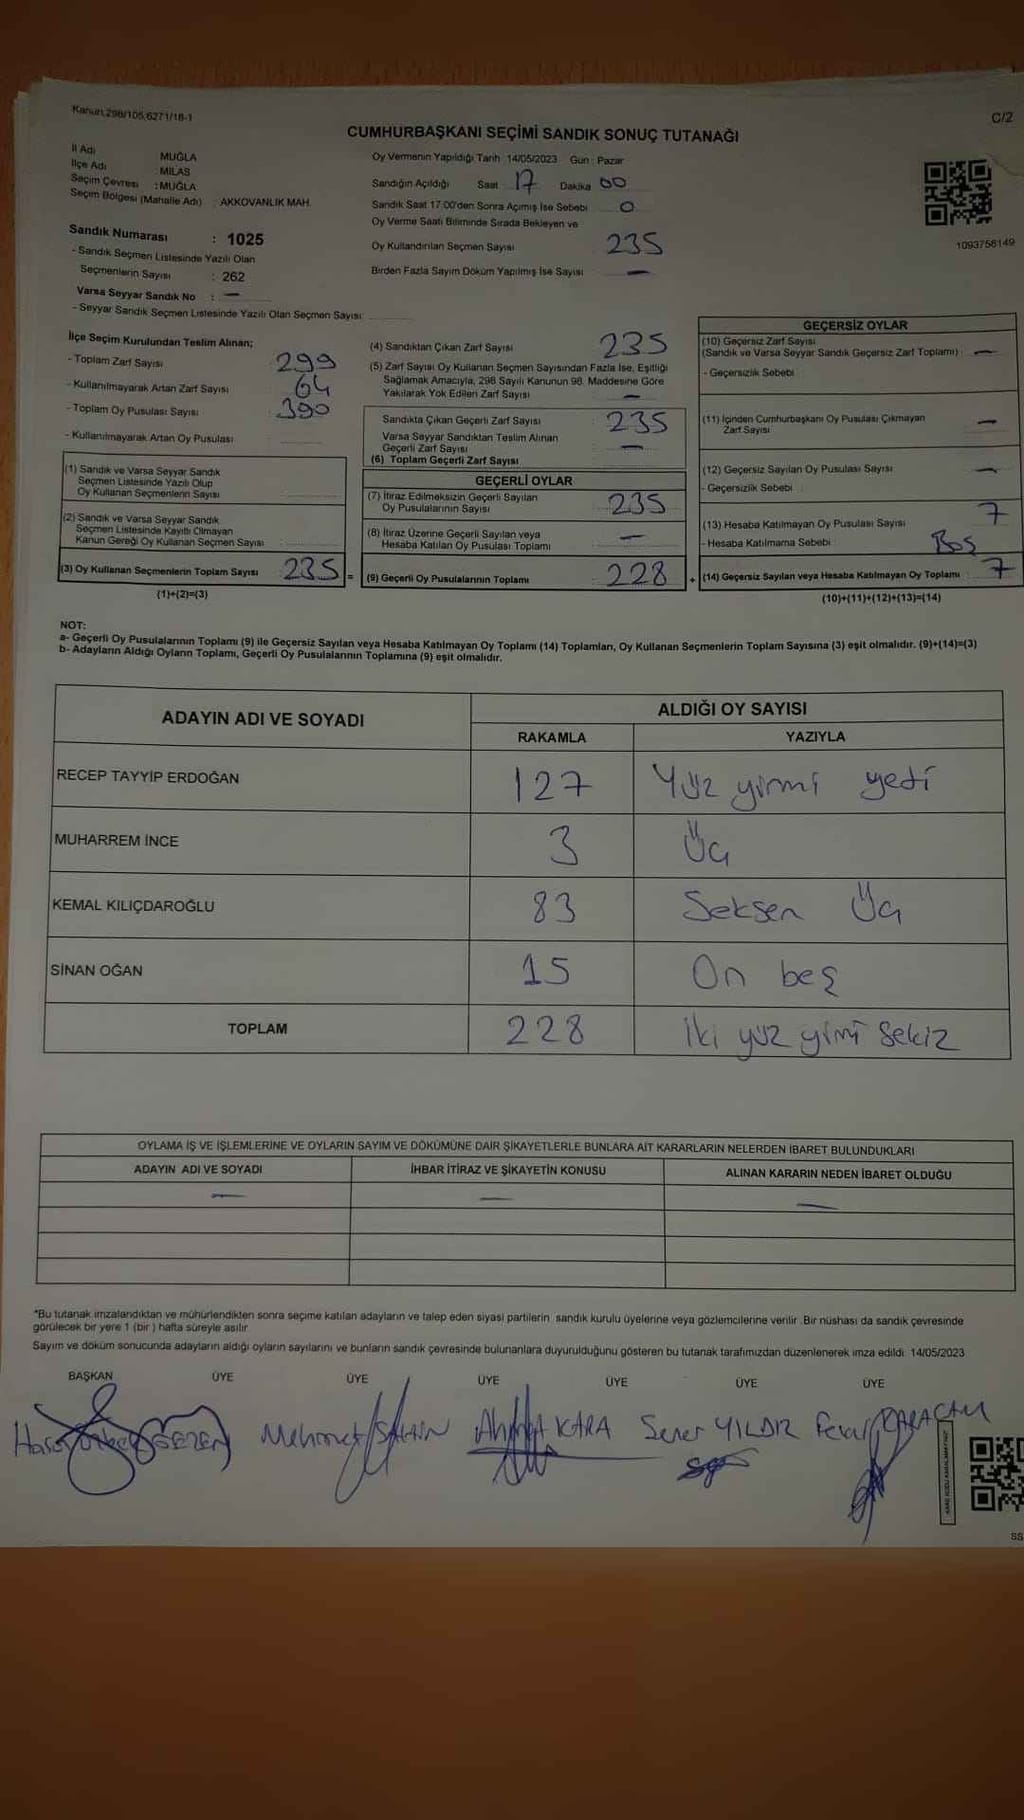 Kanun,298/105,6271/18-1
C/2
CUMHURBAŞKANI SEÇİMİ SANDIK SONUÇ TUTANAĞI
İl Adı : MUĞLA
İlçe Adı : MİLAS
Seçim Çevresi : MUĞLA
Seçim Bölgesi (Mahalle Adı) : AKKOVANLIK MAH.
Sandık Numarası : 1025
- Sandık Seçmen Listesinde Yazılı Olan
Seçmenlerin Sayısı : 262
Varsa Seyyar Sandık No : —
- Seyyar Sandık Seçmen Listesinde Yazılı Olan Seçmen Sayısı
Oy Vermenin Yapıldığı Tarih 14/05/2023 Gün : Pazar
Sandığın Açıldığı Saat 17 Dakika 00
Sandık Saat 17:00'den Sonra Açımış İse Sebebi 0
Oy Verme Saati Bitiminde Sırada Bekleyen ve
Oy Kullandırılan Seçmen Sayısı 235
Birden Fazla Sayım Döküm Yapılmış İse Sayısı —
1093758149
İlçe Seçim Kurulundan Teslim Alınan;
- Toplam Zarf Sayısı : 299
- Kullanılmayarak Artan Zarf Sayısı : 64
- Toplam Oy Pusulası Sayısı : 390
- Kullanılmayarak Artan Oy Pusulası
(1) Sandık ve Varsa Seyyar Sandık
Seçmen Listesinde Yazılı Olup
Oy Kullanan Seçmenlerin Sayısı
(2) Sandık ve Varsa Seyyar Sandık
Seçmen Listesinde Kayıtlı Olmayan
Kanun Gereği Oy Kullanan Seçmen Sayısı
(3) Oy Kullanan Seçmenlerin Toplam Sayısı 235 =
(1)+(2)=(3)
(4) Sandıktan Çıkan Zarf Sayısı 235
(5) Zarf Sayısı Oy Kullanan Seçmen Sayısından Fazla İse, Eşitliği
Sağlamak Amacıyla, 298 Sayılı Kanunun 98. Maddesine Göre
Yakılarak Yok Edilen Zarf Sayısı —
Sandıkta Çıkan Geçerli Zarf Sayısı : 235
Varsa Seyyar Sandıktan Teslim Alınan
Geçerli Zarf Sayısı —
(6) Toplam Geçerli Zarf Sayısı
GEÇERLİ OYLAR
(7) İtiraz Edilmeksizin Geçerli Sayılan
Oy Pusulalarının Sayısı : 235
(8) İtiraz Üzerine Geçerli Sayılan veya
Hesaba Katılan Oy Pusulası Toplamı : —
(9) Geçerli Oy Pusulalarının Toplamı : 228 +
GEÇERSİZ OYLAR
(10) Geçersiz Zarf Sayısı
(Sandık ve Varsa Seyyar Sandık Geçersiz Zarf Toplamı) : —
- Geçersizlik Sebebi :
(11) İçinden Cumhurbaşkanı Oy Pusulası Çıkmayan
Zarf Sayısı —
(12) Geçersiz Sayılan Oy Pusulası Sayısı —
- Geçersizlik Sebebi :
(13) Hesaba Katılmayan Oy Pusulası Sayısı : 7
- Hesaba Katılmama Sebebi : Boş
(14) Geçersiz Sayılan veya Hesaba Katılmayan Oy Toplamı : 7
(10)+(11)+(12)+(13)=(14)
NOT:
a- Geçerli Oy Pusulalarının Toplamı (9) ile Geçersiz Sayılan veya Hesaba Katılmayan Oy Toplamı (14) Toplamları, Oy Kullanan Seçmenlerin Toplam Sayısına (3) eşit olmalıdır. (9)+(14)=(3)
b- Adayların Aldığı Oyların Toplamı, Geçerli Oy Pusulalarının Toplamına (9) eşit olmalıdır.
ADAYIN ADI VE SOYADI
ALDIĞI OY SAYISI
RAKAMLA YAZIYLA
RECEP TAYYİP ERDOĞAN 127 Yüz yirmi yedi
MUHARREM İNCE 3 Üç
KEMAL KILIÇDAROĞLU 83 Seksen Üç
SİNAN OĞAN 15 On beş
TOPLAM 228 İki yüz yimi sekiz
OYLAMA İŞ VE İŞLEMLERİNE VE OYLARIN SAYIM VE DÖKÜMÜNE DAİR ŞİKAYETLERLE BUNLARA AİT KARARLARIN NELERDEN İBARET BULUNDUKLARI
ADAYIN ADI VE SOYADI İHBAR İTİRAZ VE ŞİKAYETİN KONUSU ALINAN KARARIN NEDEN İBARET OLDUĞU
— — —
*Bu tutanak imzalandıktan ve mühürlendikten sonra seçime katılan adayların ve talep eden siyasi partilerin sandık kurulu üyelerine veya gözlemcilerine verilir .Bir nüshası da sandık çevresinde
görülecek bir yere 1 (bir ) hafta süreyle asılır.
Sayım ve döküm sonucunda adayların aldığı oyların sayılarını ve bunların sandık çevresinde bulunanlara duyurulduğunu gösteren bu tutanak tarafımızdan düzenlenerek imza edildi. 14/05/2023
BAŞKAN ÜYE ÜYE ÜYE ÜYE ÜYE ÜYE
GEZEN Mehmet ŞAHİN Ahmet KARA Sener YILDIZ KARAÇAM
SS